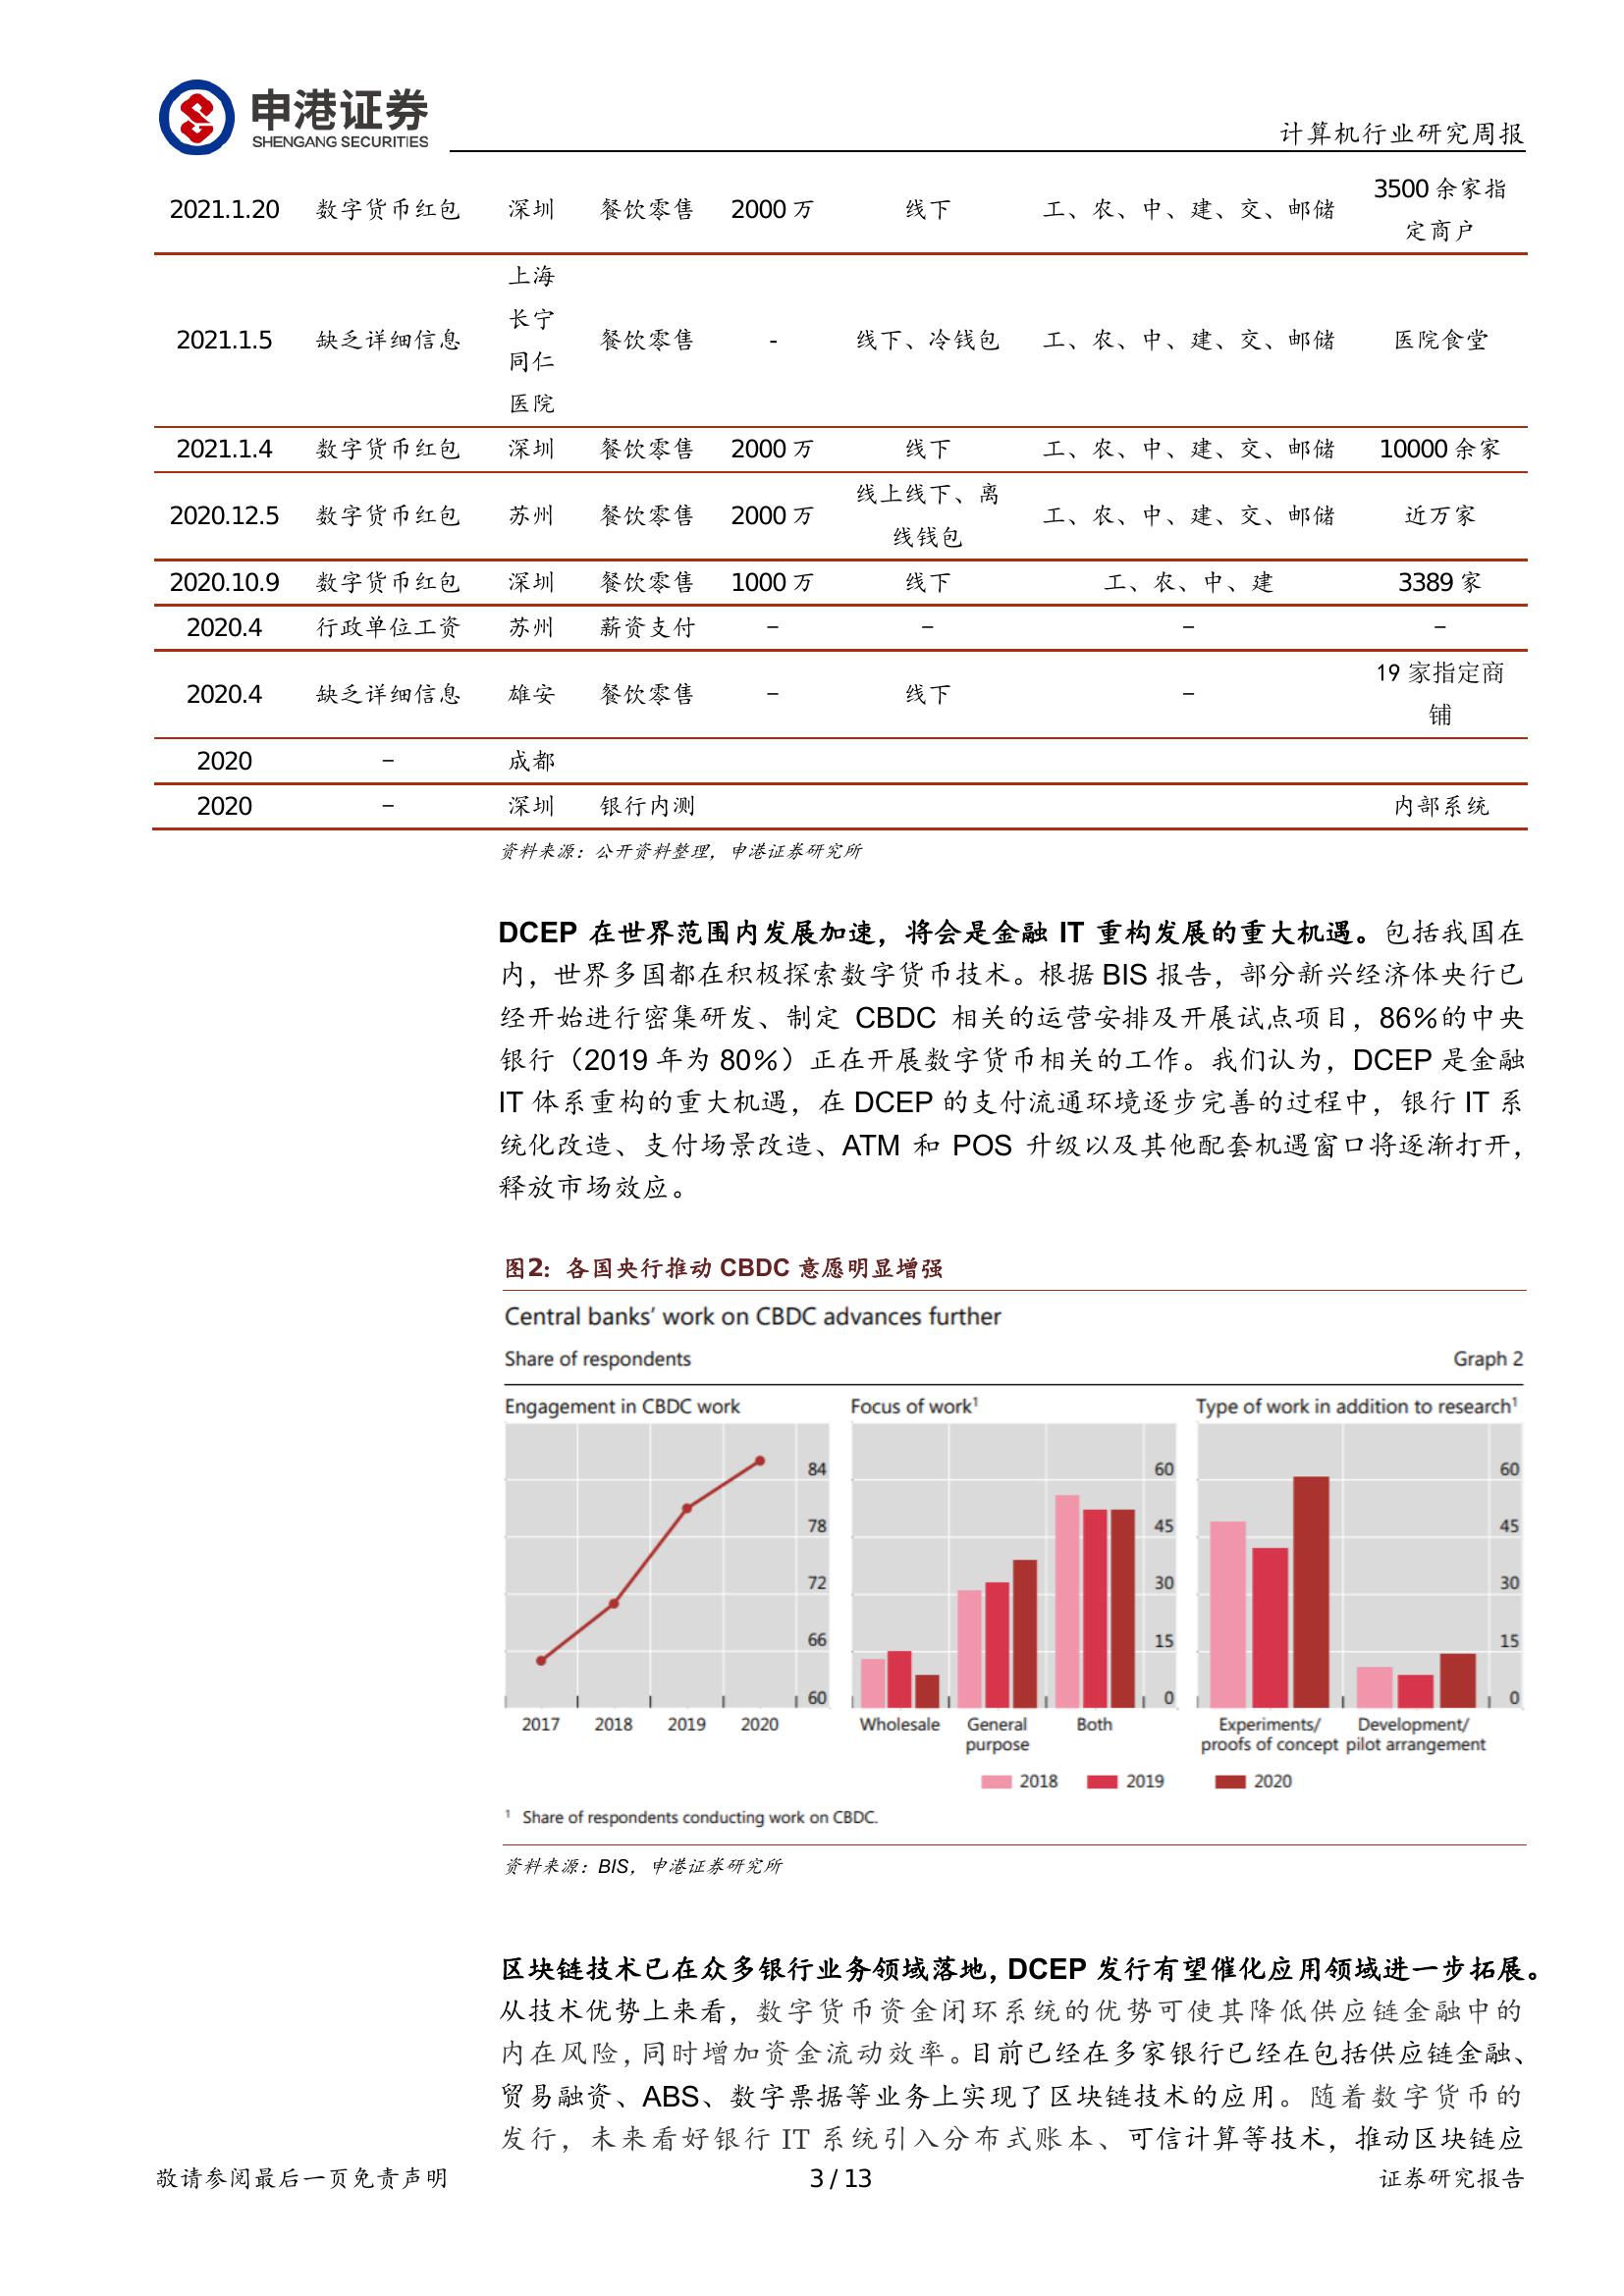 申港证券
SHENGANG SECURITIES
计算机行业研究周报
2021.1.20 数字货币红包 深圳 餐饮零售 2000 万 线下 工、农、中、建、交、邮储 3500 余家指
定商户
上海
长宁
2021.1.5 缺乏详细信息 餐饮零售 - 线下、冷钱包 工、农、中、建、交、邮储 医院食堂
同仁
医院
2021.1.4 数字货币红包 深圳 餐饮零售 2000 万 线下 工、农、中、建、交、邮储 10000 余家
线上线下、离
2020.12.5 数字货币红包 苏州 餐饮零售 2000 万 工、农、中、建、交、邮储 近万家
线钱包
2020.10.9 数字货币红包 深圳 餐饮零售 1000 万 线下 工、农、中、建 3389 家
2020.4 行政单位工资 苏州 薪资支付 – – – –
19 家指定商
2020.4 缺乏详细信息 雄安 餐饮零售 – 线下 –
铺
2020 – 成都
2020 – 深圳 银行内测 内部系统
资料来源：公开资料整理，申港证券研究所
DCEP 在世界范围内发展加速，将会是金融 IT 重构发展的重大机遇。包括我国在
内，世界多国都在积极探索数字货币技术。根据 BIS 报告，部分新兴经济体央行已
经开始进行密集研发、制定 CBDC 相关的运营安排及开展试点项目，86%的中央
银行（2019 年为 80%）正在开展数字货币相关的工作。我们认为，DCEP 是金融
IT 体系重构的重大机遇，在 DCEP 的支付流通环境逐步完善的过程中，银行 IT 系
统化改造、支付场景改造、ATM 和 POS 升级以及其他配套机遇窗口将逐渐打开，
释放市场效应。
图2：各国央行推动 CBDC 意愿明显增强
Central banks’ work on CBDC advances further
Share of respondents Graph 2
Engagement in CBDC work Focus of work¹ Type of work in addition to research¹
84 60 60
78 45 45
72 30 30
66 15 15
60 0 0
2017 2018 2019 2020 Wholesale General Both Experiments/ Development/
purpose proofs of concept pilot arrangement
2018 2019 2020
¹ Share of respondents conducting work on CBDC.
资料来源：BIS，申港证券研究所
区块链技术已在众多银行业务领域落地，DCEP 发行有望催化应用领域进一步拓展。
从技术优势上来看，数字货币资金闭环系统的优势可使其降低供应链金融中的
内在风险，同时增加资金流动效率。目前已经在多家银行已经在包括供应链金融、
贸易融资、ABS、数字票据等业务上实现了区块链技术的应用。随着数字货币的
发行，未来看好银行 IT 系统引入分布式账本、可信计算等技术，推动区块链应
敬请参阅最后一页免责声明 3 / 13 证券研究报告